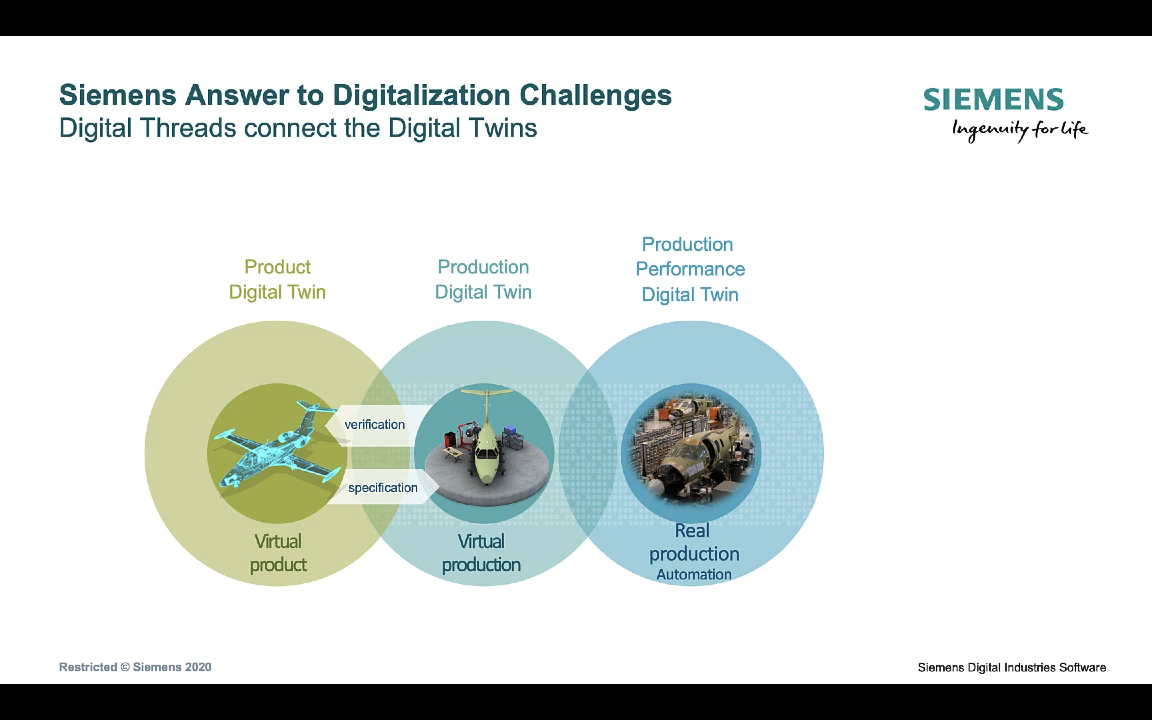 Siemens Answer to Digitalization Challenges
Digital Threads connect the Digital Twins
SIEMENS
Ingenuity for life
Product
Digital Twin
Production
Digital Twin
Production
Performance
Digital Twin
verification
specification
Virtual
product
Virtual
production
Real
production
Automation
Restricted © Siemens 2020
Siemens Digital Industries Software